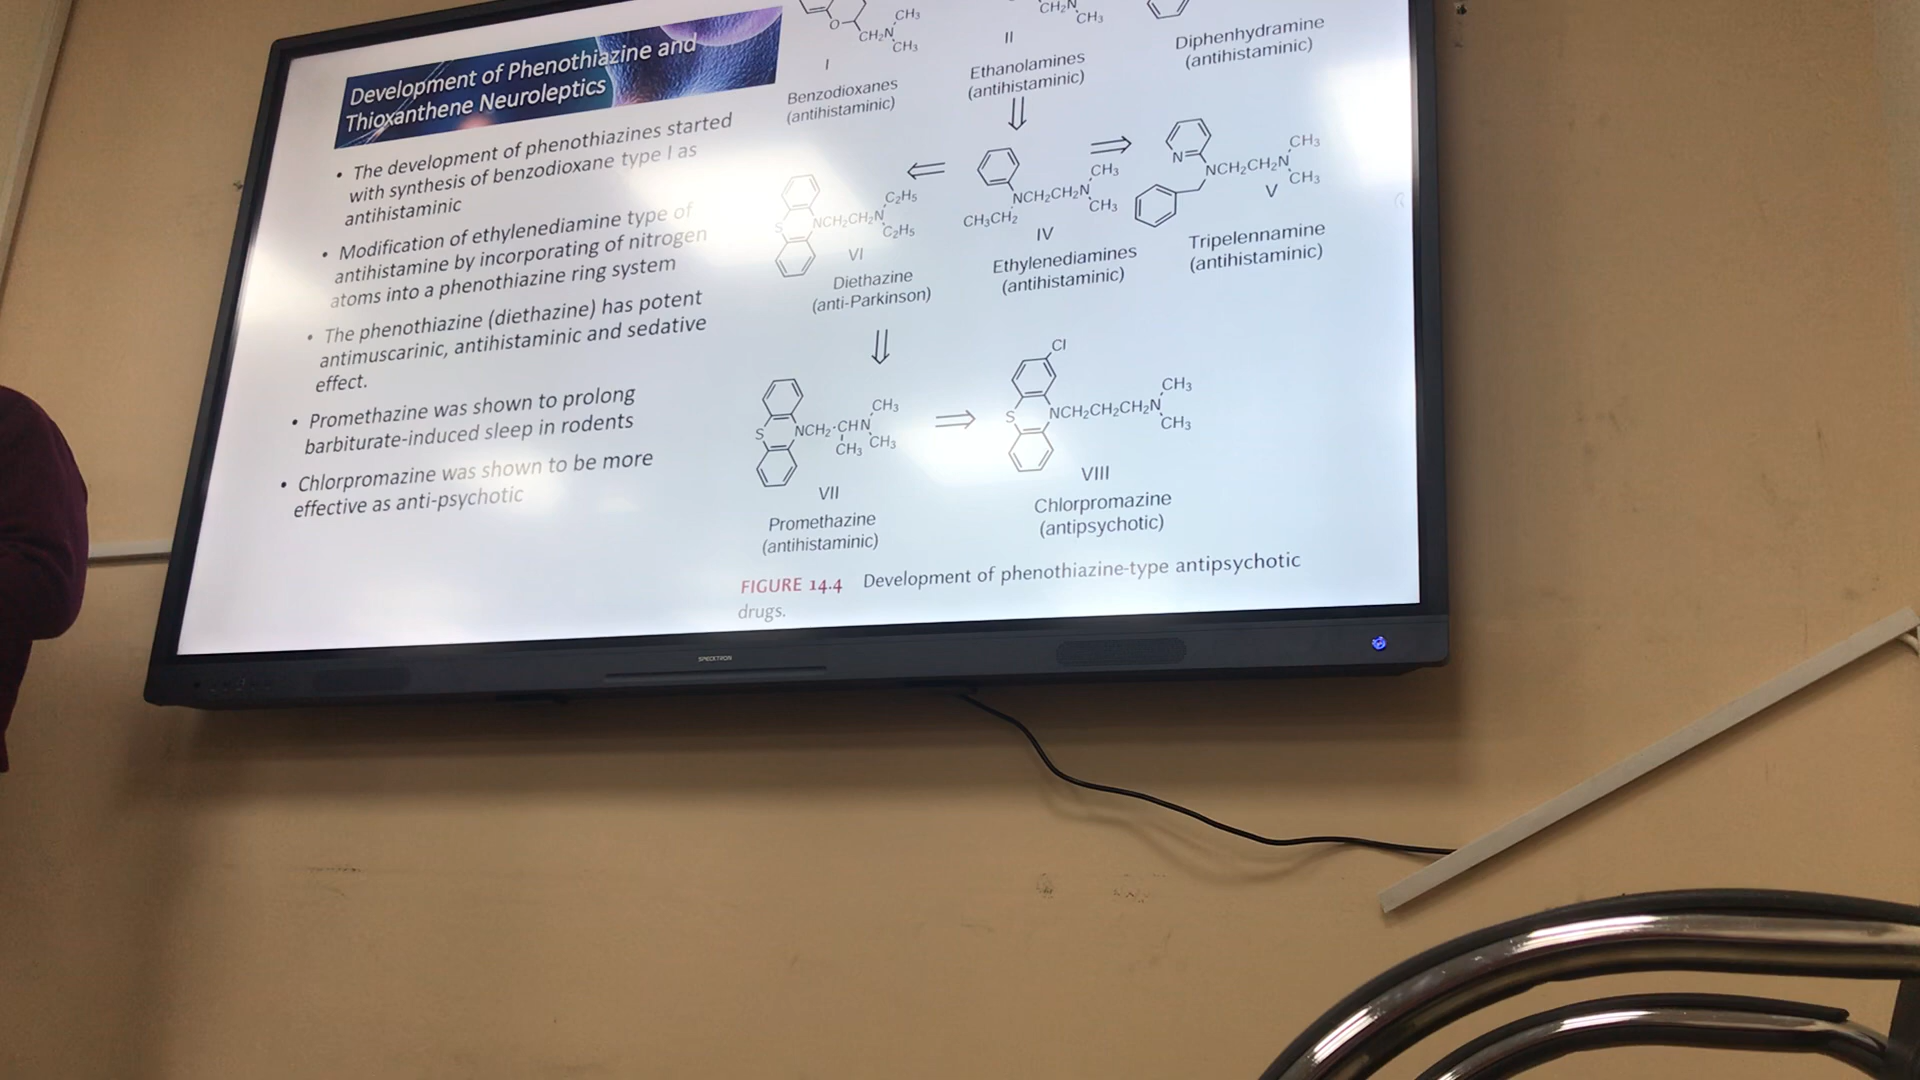 Development of Phenothiazine and
Thioxanthene Neuroleptics
• The development of phenothiazines started
with synthesis of benzodioxane type I as
antihistaminic
• Modification of ethylenediamine type of
antihistamine by incorporating of nitrogen
atoms into a phenothiazine ring system
• The phenothiazine (diethazine) has potent
antimuscarinic, antihistaminic and sedative
effect.
• Promethazine was shown to prolong
barbiturate-induced sleep in rodents
• Chlorpromazine was shown to be more
effective as anti-psychotic
O
CH₂N
CH₃
CH₃
I
Benzodioxanes
(antihistaminic)
CH₂N
CH₃
II
Ethanolamines
(antihistaminic)
Diphenhydramine
(antihistaminic)
S
NCH₂CH₂N
C₂H₅
C₂H₅
VI
Diethazine
(anti-Parkinson)
NCH₂CH₂N
CH₃
CH₃
CH₃CH₂
IV
Ethylenediamines
(antihistaminic)
N
NCH₂CH₂N
CH₃
CH₃
V
Tripelennamine
(antihistaminic)
S
NCH₂·CHN
CH₃
CH₃
CH₃
VII
Promethazine
(antihistaminic)
Cl
S
NCH₂CH₂CH₂N
CH₃
CH₃
VIII
Chlorpromazine
(antipsychotic)
FIGURE 14.4 Development of phenothiazine-type antipsychotic
drugs.
SPECKTRON